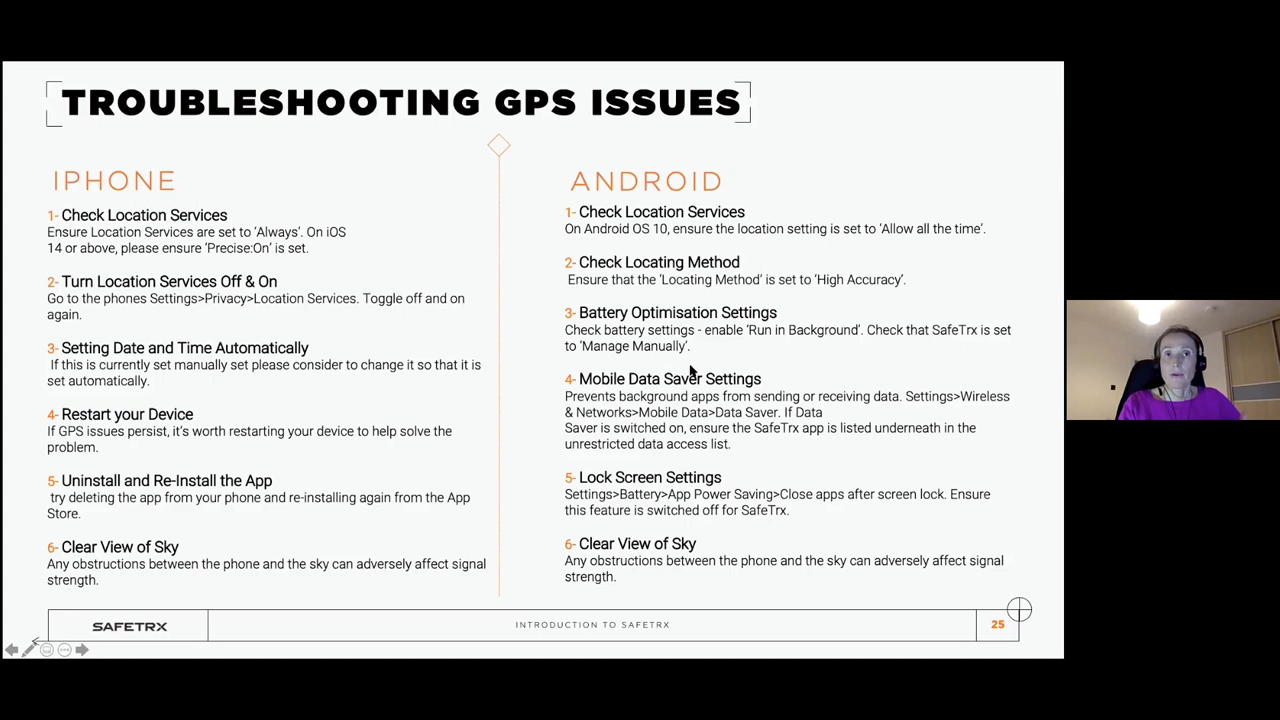 TROUBLESHOOTING GPS ISSUES
IPHONE
1- Check Location Services
Ensure Location Services are set to ‘Always’. On iOS
14 or above, please ensure ‘Precise:On’ is set.
2- Turn Location Services Off & On
Go to the phones Settings>Privacy>Location Services. Toggle off and on
again.
3- Setting Date and Time Automatically
If this is currently set manually set please consider to change it so that it is
set automatically.
4- Restart your Device
If GPS issues persist, it’s worth restarting your device to help solve the
problem.
5- Uninstall and Re-Install the App
try deleting the app from your phone and re-installing again from the App
Store.
6- Clear View of Sky
Any obstructions between the phone and the sky can adversely affect signal
strength.
ANDROID
1- Check Location Services
On Android OS 10, ensure the location setting is set to ‘Allow all the time’.
2- Check Locating Method
Ensure that the ‘Locating Method’ is set to ‘High Accuracy’.
3- Battery Optimisation Settings
Check battery settings - enable ‘Run in Background’. Check that SafeTrx is set
to ‘Manage Manually’.
4- Mobile Data Saver Settings
Prevents background apps from sending or receiving data. Settings>Wireless
& Networks>Mobile Data>Data Saver. If Data
Saver is switched on, ensure the SafeTrx app is listed underneath in the
unrestricted data access list.
5- Lock Screen Settings
Settings>Battery>App Power Saving>Close apps after screen lock. Ensure
this feature is switched off for SafeTrx.
6- Clear View of Sky
Any obstructions between the phone and the sky can adversely affect signal
strength.
SAFETRX
INTRODUCTION TO SAFETRX
25